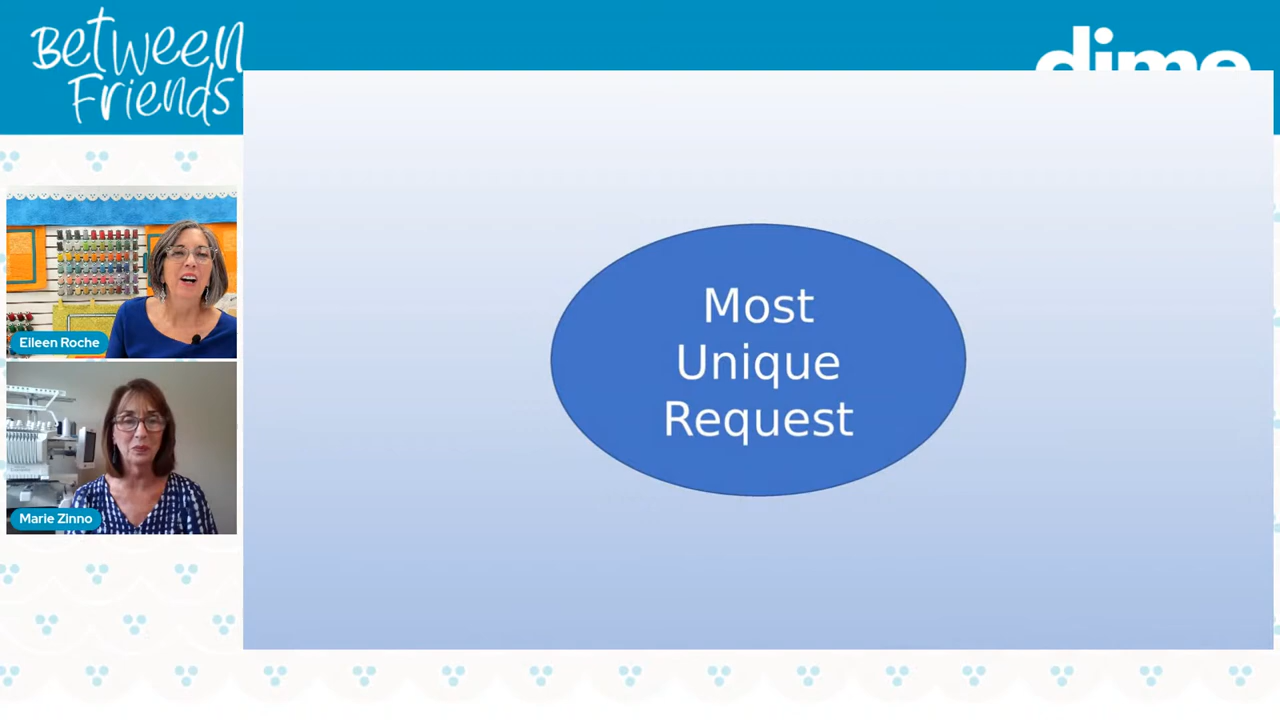 Between
Friends
dime
Eileen Roche
Marie Zinno
Most
Unique
Request